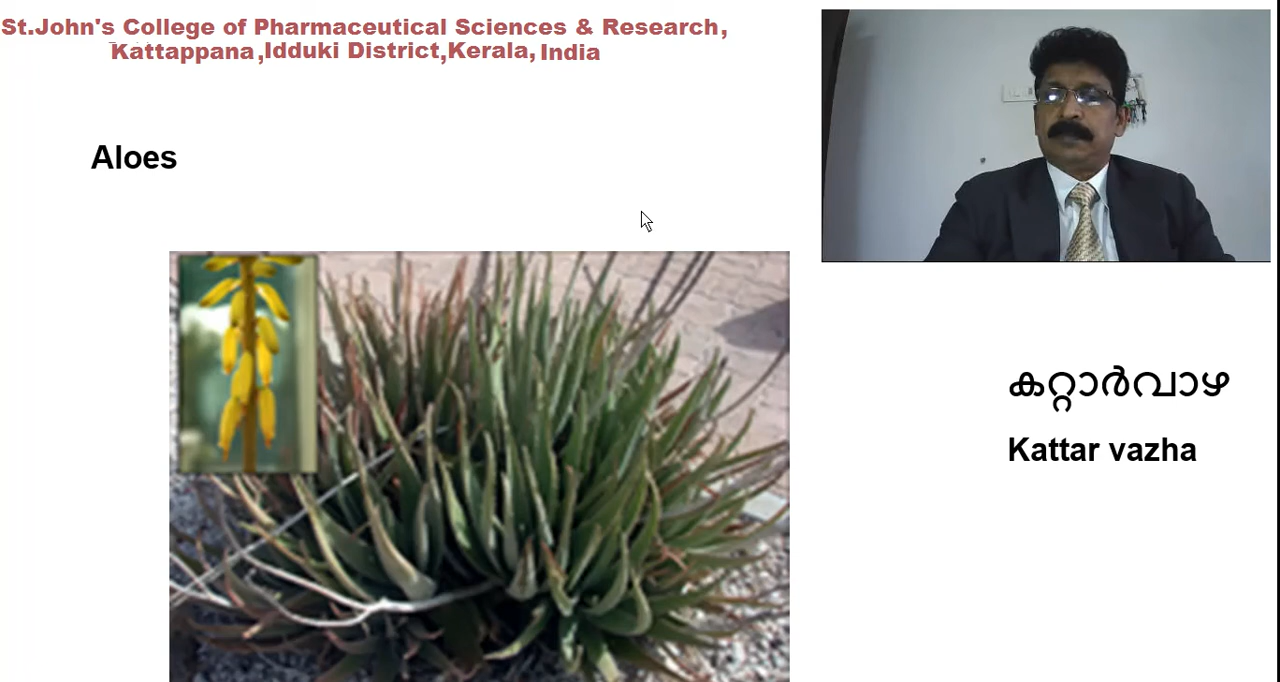 St.John's College of Pharmaceutical Sciences & Research,
Kattappana,Idduki District,Kerala, India
Aloes
കറ്റാർവാഴ
Kattar vazha